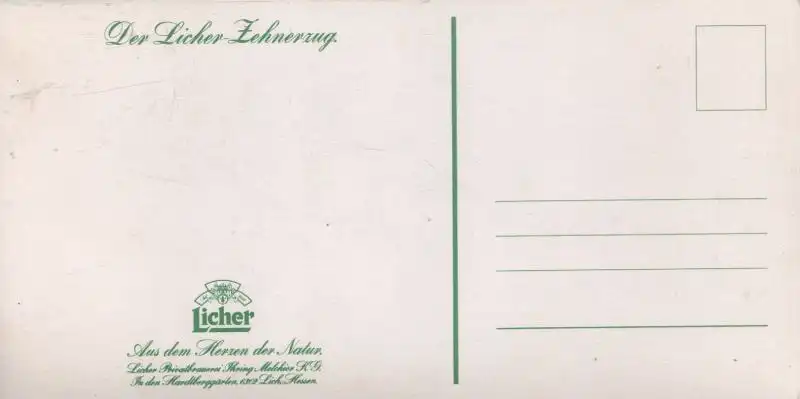 Der Licher-Zehnerzug.
Licher
Aus dem Herzen der Natur.
Licher Privatbrauerei Ihring-Melchior K.G.
In den Hardtberggärten, 6302 Lich, Hessen.